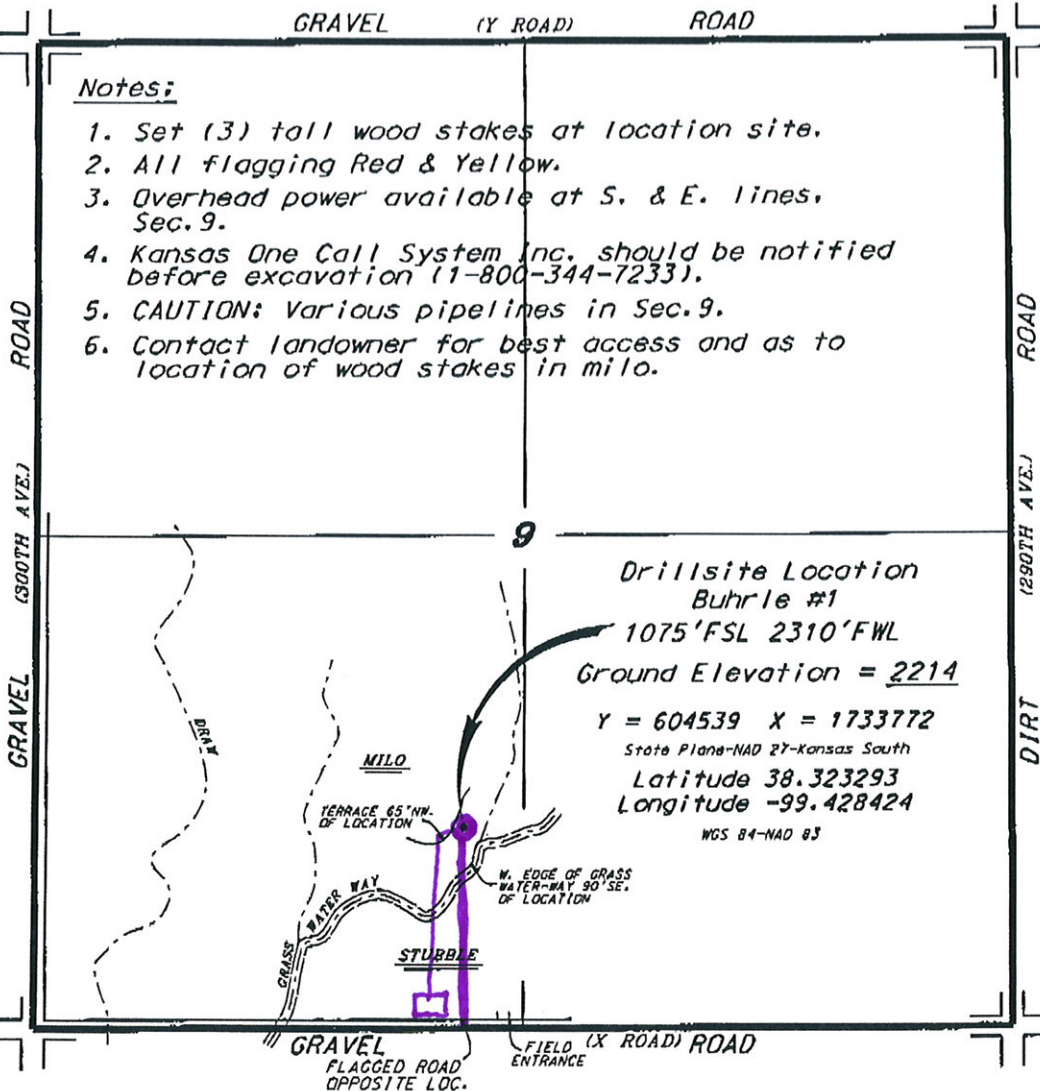 GRAVEL (Y ROAD) ROAD
Notes:
1. Set (3) tall wood stakes at location site.
2. All flagging Red & Yellow.
3. Overhead power available at S. & E. lines,
Sec. 9.
4. Kansas One Call System Inc. should be notified
before excavation (1-800-344-7233).
5. CAUTION: Various pipelines in Sec. 9.
6. Contact landowner for best access and as to
location of wood stakes in milo.
GRAVEL (300TH AVE.) ROAD
DIRT (290TH AVE.) ROAD
9
Drillsite Location
Buhrle #1
1075'FSL 2310'FWL
Ground Elevation = 2214
Y = 604539 X = 1733772
State Plane-NAD 27-Kansas South
Latitude 38.323293
Longitude -99.428424
WGS 84-NAD 83
DRAW
MILO
TERRACE 65'NW.
OF LOCATION
W. EDGE OF GRASS
WATER-WAY 90'SE.
OF LOCATION
GRASS WATER WAY
STUBBLE
GRAVEL (X ROAD) ROAD
FLAGGED ROAD
OPPOSITE LOC.
FIELD
ENTRANCE